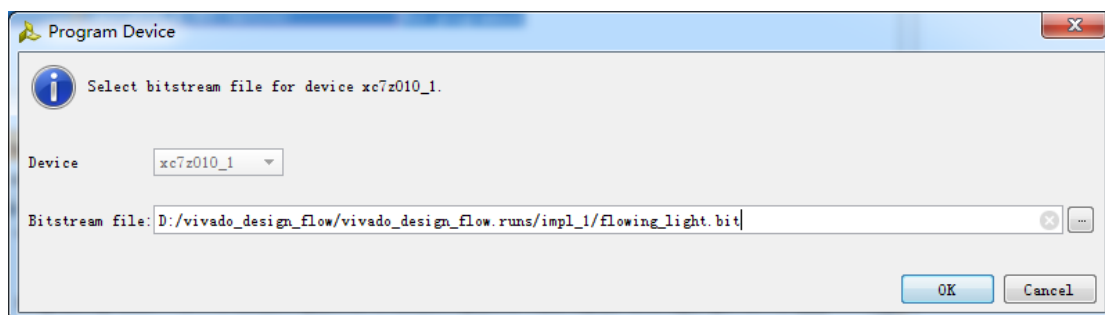 Program Device
Select bitstream file for device xc7z010_1.
Device xc7z010_1
Bitstream file: D:/vivado_design_flow/vivado_design_flow.runs/impl_1/flowing_light.bit ...
OK Cancel